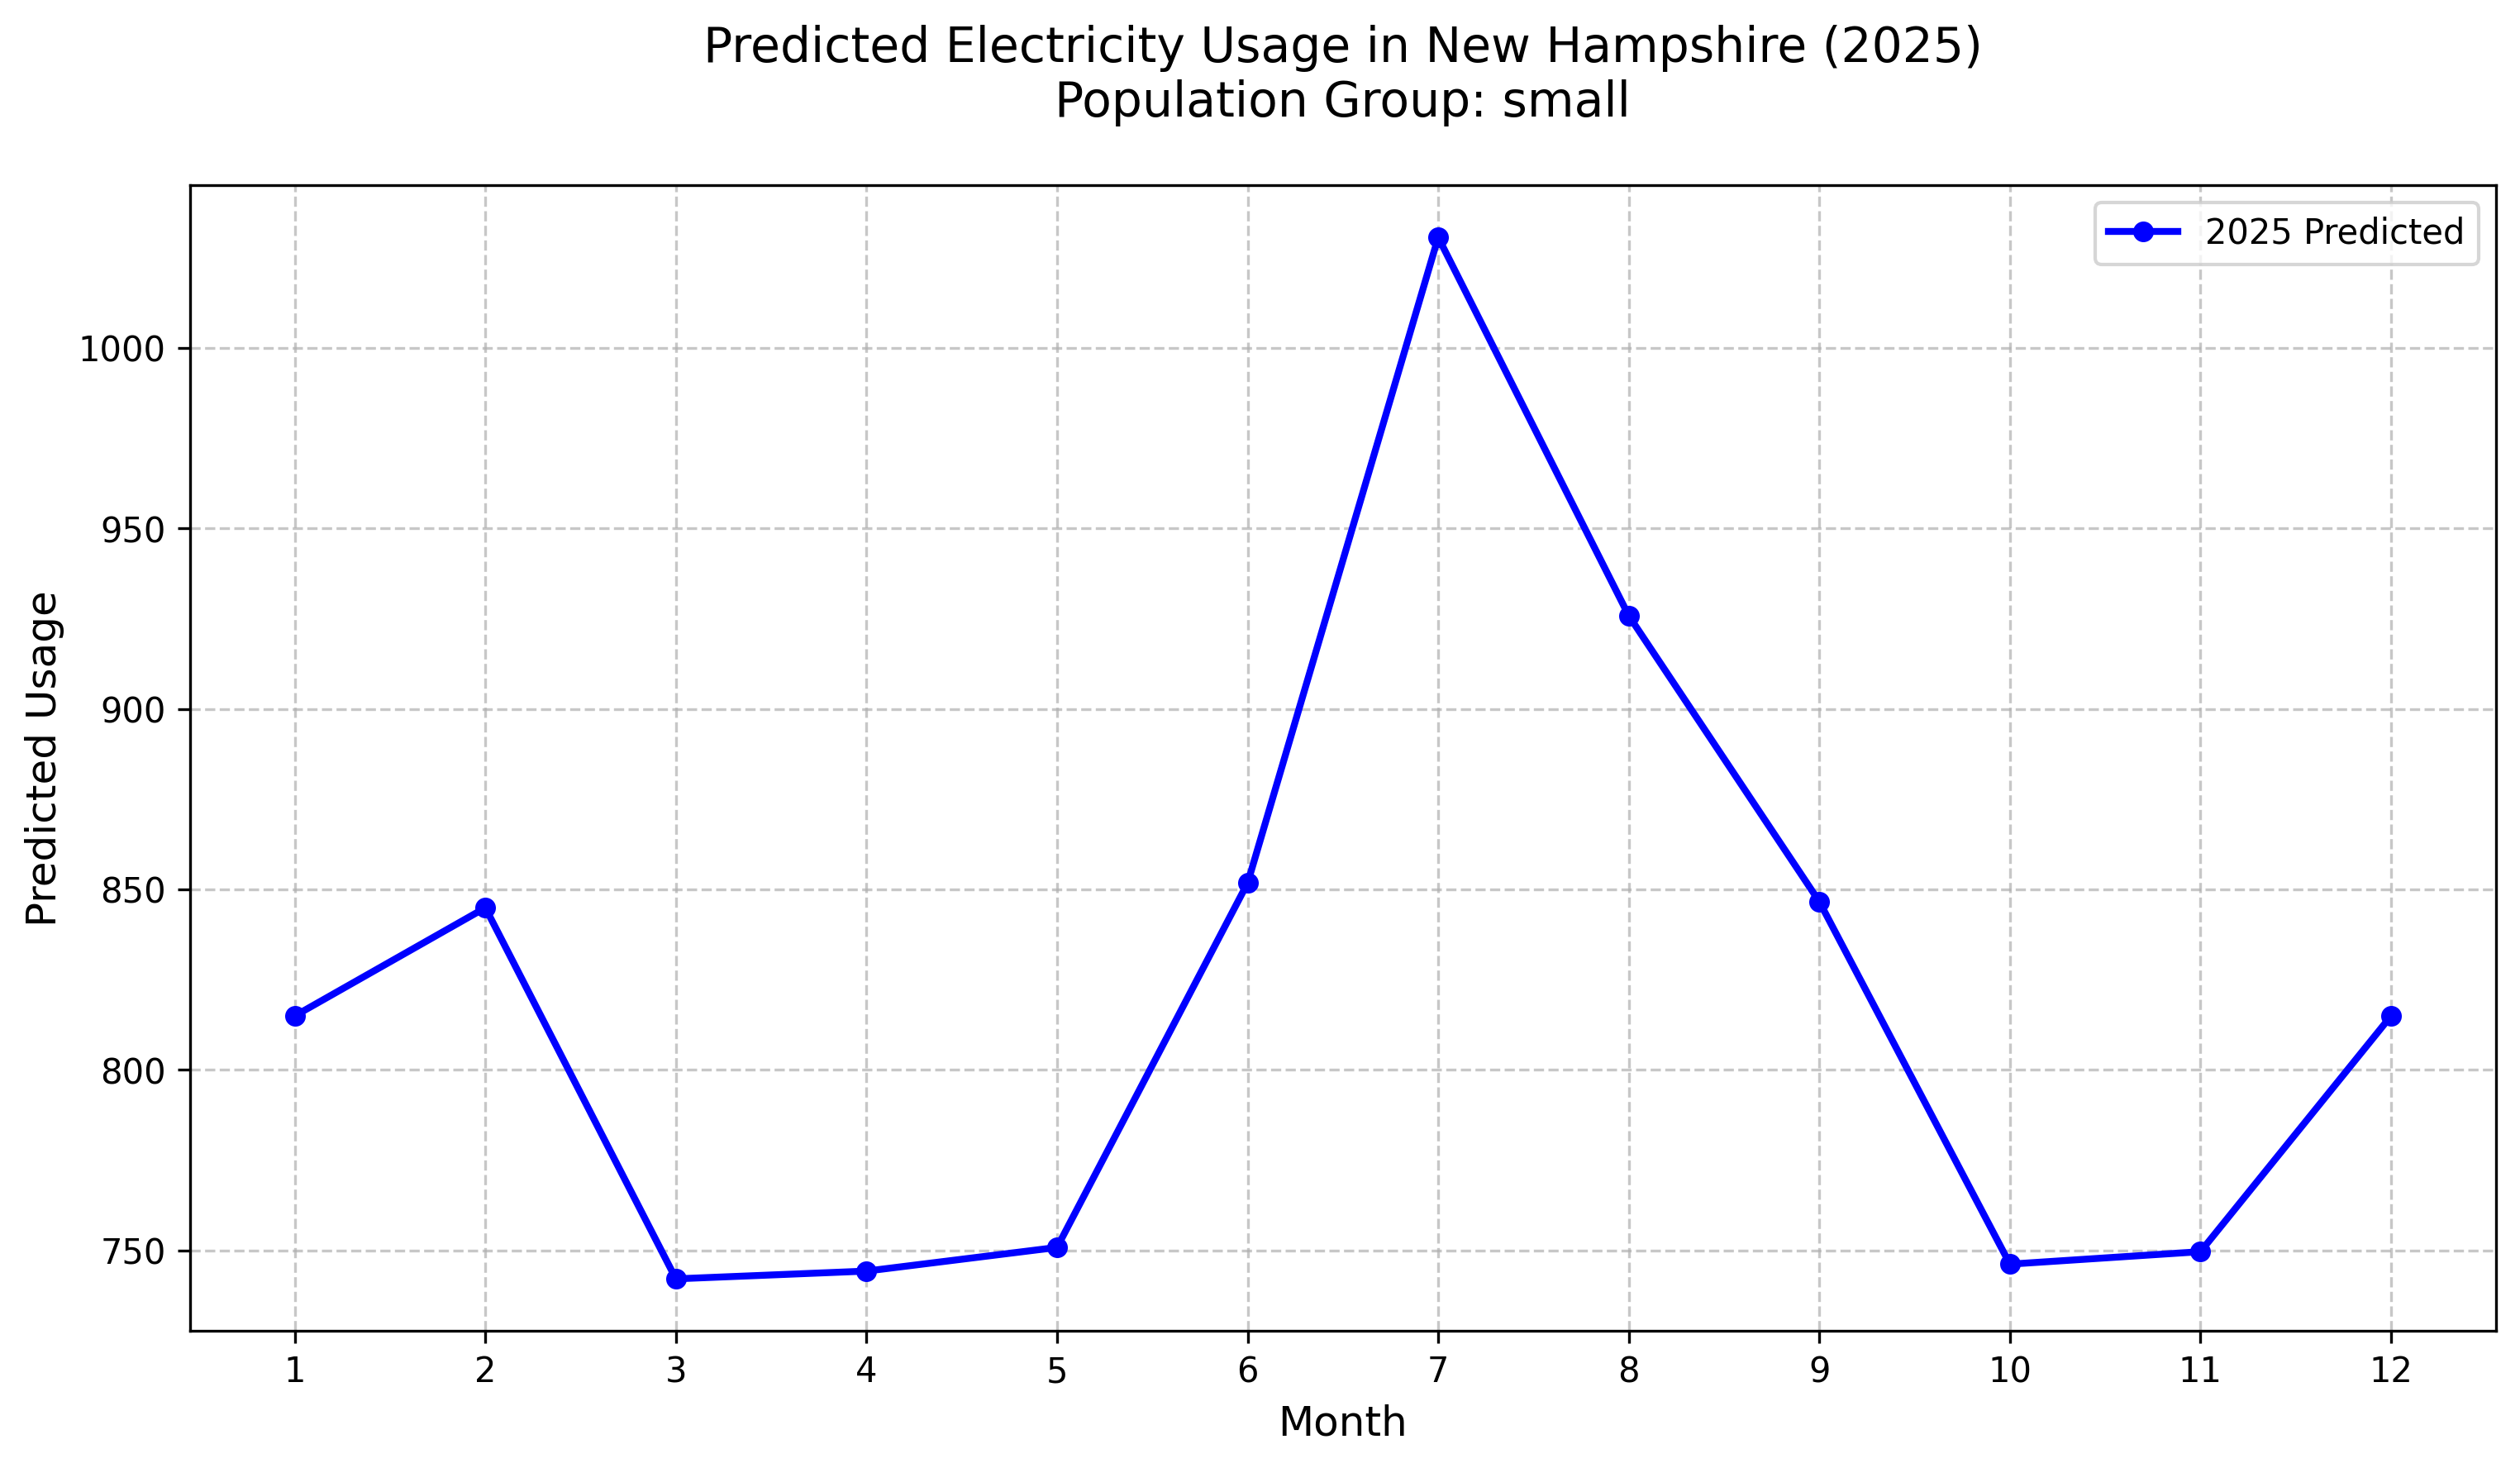 Predicted Electricity Usage in New Hampshire (2025)
Population Group: small
2025 Predicted
Predicted Usage
1000
950
900
850
800
750
1 2 3 4 5 6 7 8 9 10 11 12
Month